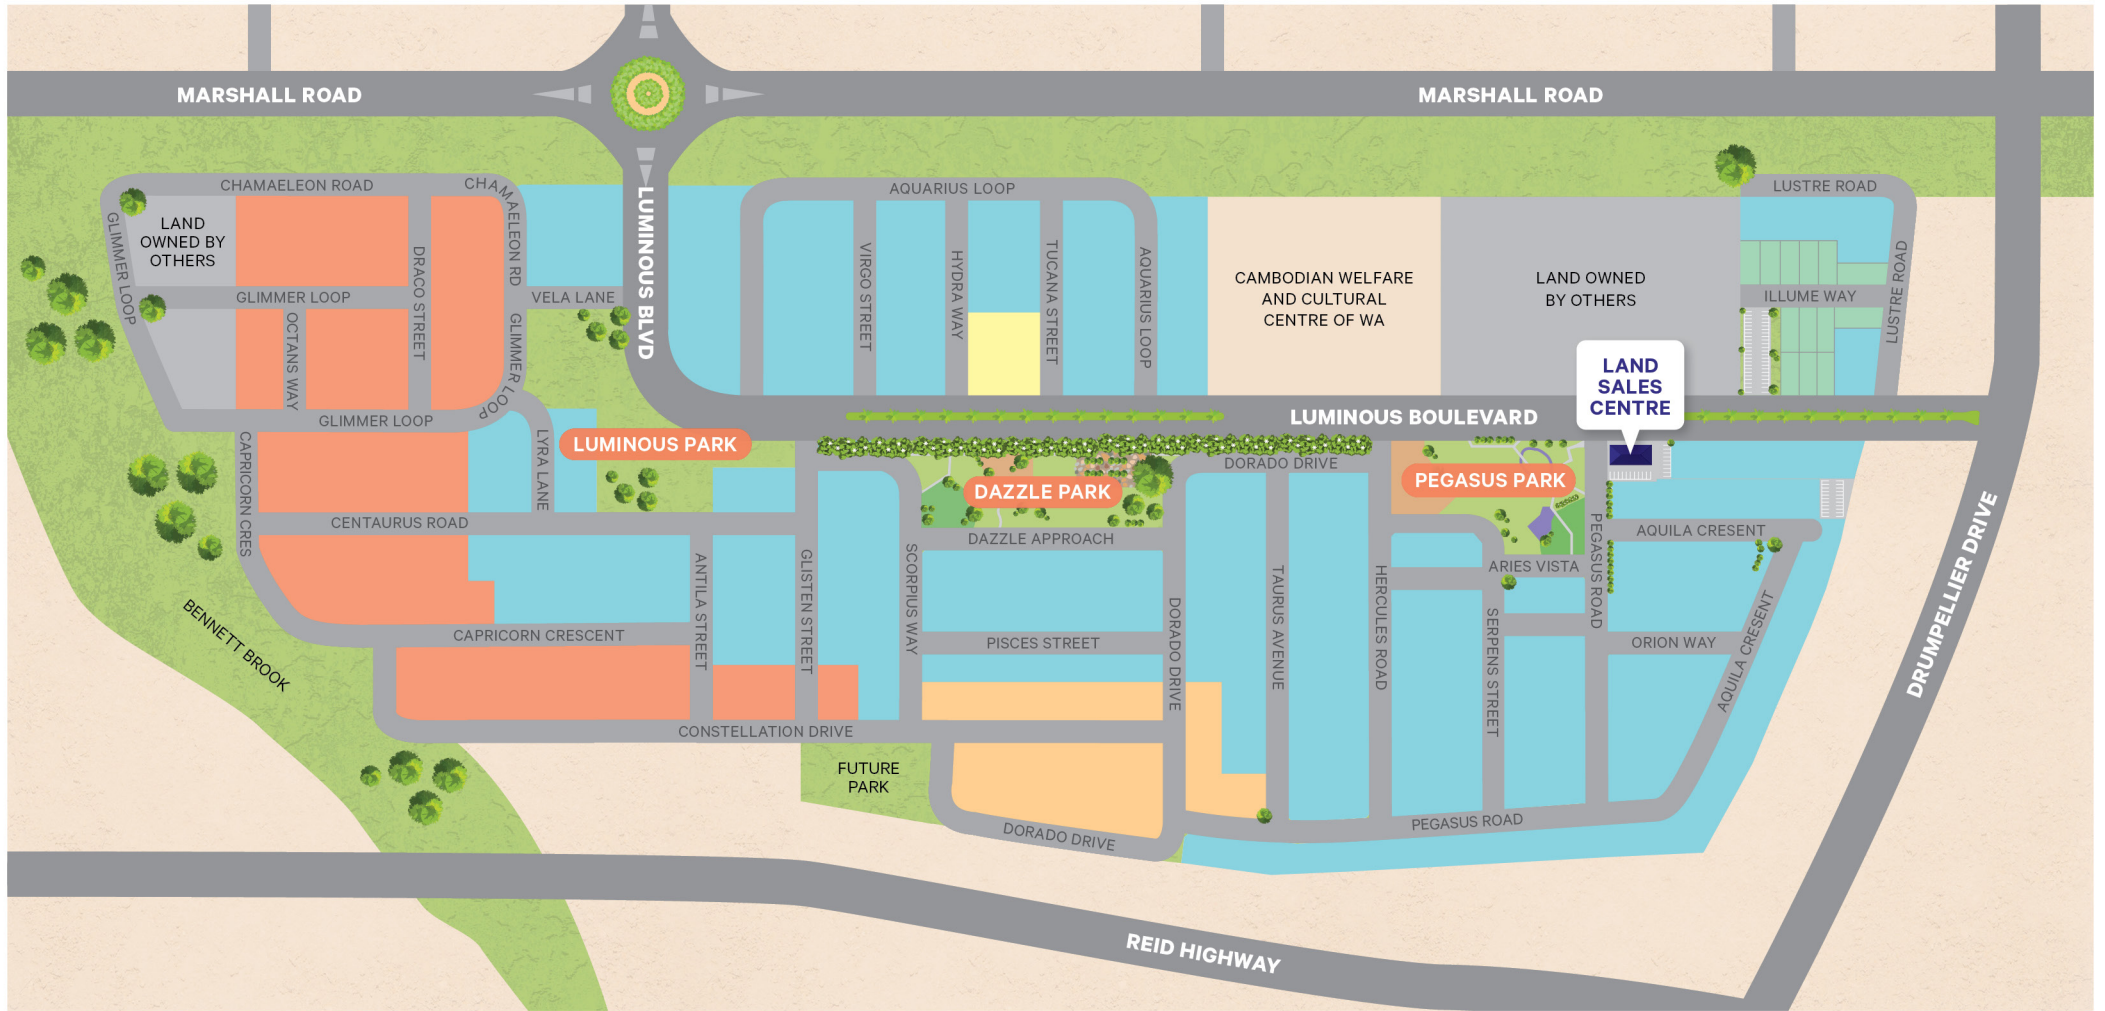 MARSHALL ROAD
MARSHALL ROAD
CHAMAELEON ROAD
CHAMAELEON RD
LUMINOUS BLVD
AQUARIUS LOOP
LUSTRE ROAD
LAND
OWNED BY
OTHERS
GLIMMER LOOP
DRACO STREET
VIRGO STREET
HYDRA WAY
TUCANA STREET
AQUARIUS LOOP
CAMBODIAN WELFARE
AND CULTURAL
CENTRE OF WA
LAND OWNED
BY OTHERS
LUSTRE ROAD
GLIMMER LOOP
VELA LANE
ILLUME WAY
OCTANS WAY
GLIMMER LOOP
LAND
SALES
CENTRE
GLIMMER LOOP
LUMINOUS BOULEVARD
CAPRICORN CRES
LYRA LANE
LUMINOUS PARK
DORADO DRIVE
DAZZLE PARK
PEGASUS PARK
CENTAURUS ROAD
DAZZLE APPROACH
AQUILA CRESENT
ANTILA STREET
GLISTEN STREET
SCORPIUS WAY
TAURUS AVENUE
HERCULES ROAD
ARIES VISTA
PEGASUS ROAD
DRUMPELLIER DRIVE
BENNETT BROOK
CAPRICORN CRESCENT
PISCES STREET
DORADO DRIVE
SERPENS STREET
ORION WAY
AQUILA CRESENT
CONSTELLATION DRIVE
FUTURE
PARK
DORADO DRIVE
PEGASUS ROAD
REID HIGHWAY